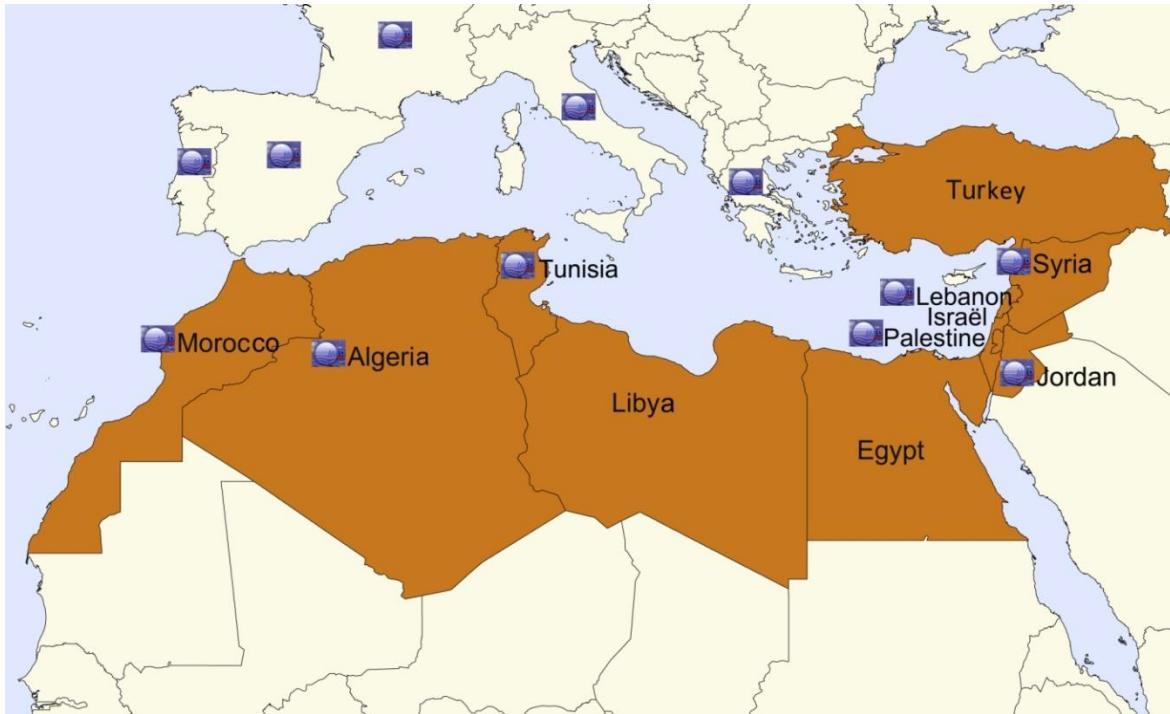 Turkey
Tunisia
Syria
Lebanon
Israël
Palestine
Morocco
Algeria
Jordan
Libya
Egypt